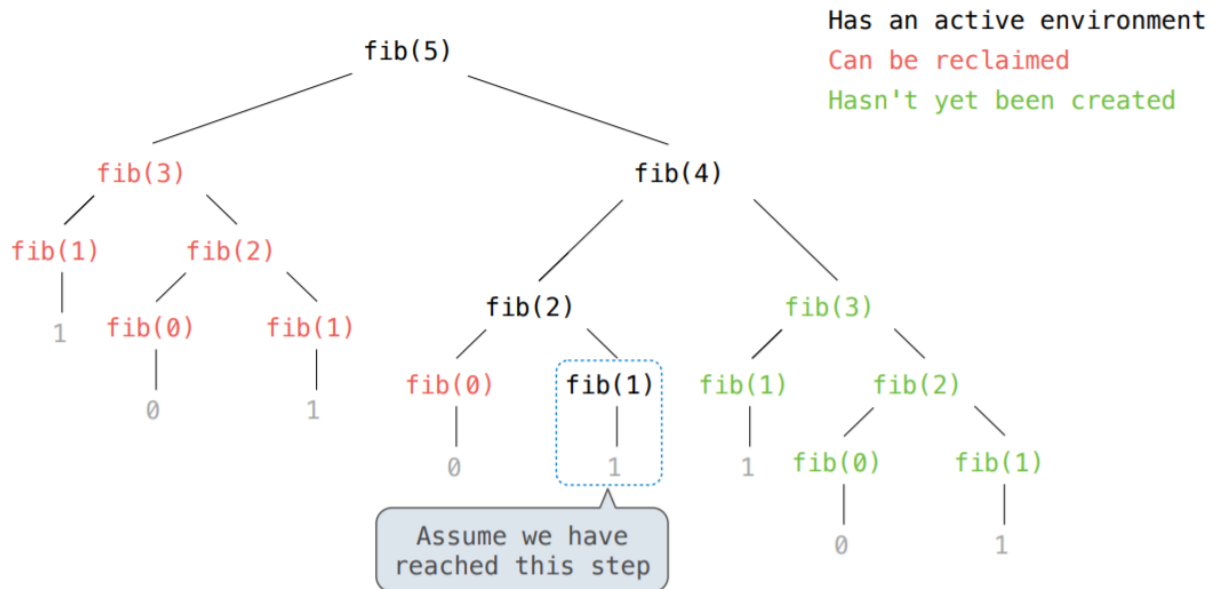 Has an active environment
Can be reclaimed
Hasn't yet been created
fib(5)
fib(3)
fib(4)
fib(1)
fib(2)
fib(2)
fib(3)
1
fib(0)
fib(1)
fib(0)
fib(1)
fib(1)
fib(2)
0
1
0
1
1
fib(0)
fib(1)
0
1
Assume we have
reached this step